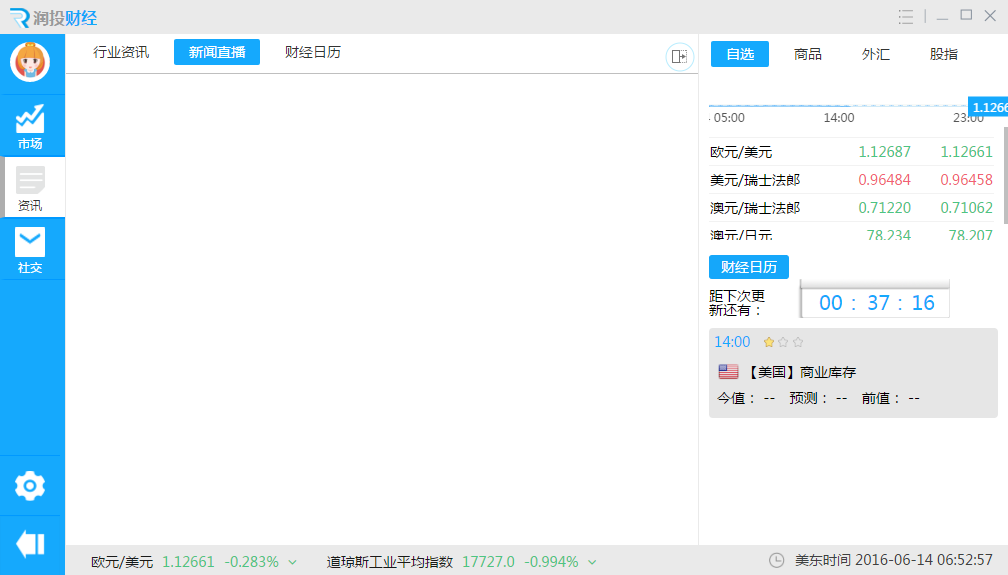 润投财经
行业资讯 新闻直播 财经日历
自选 商品 外汇 股指
市场
资讯
社交
1.1266
05:00 14:00 23:00
欧元/美元 1.12687 1.12661
美元/瑞士法郎 0.96484 0.96458
澳元/瑞士法郎 0.71220 0.71062
澳元/日元 78.234 78.207
财经日历
距下次更
新还有： 00 : 37 : 16
14:00
【美国】商业库存
今值： -- 预测： -- 前值： --
欧元/美元 1.12661 -0.283% 道琼斯工业平均指数 17727.0 -0.994% 美东时间 2016-06-14 06:52:57